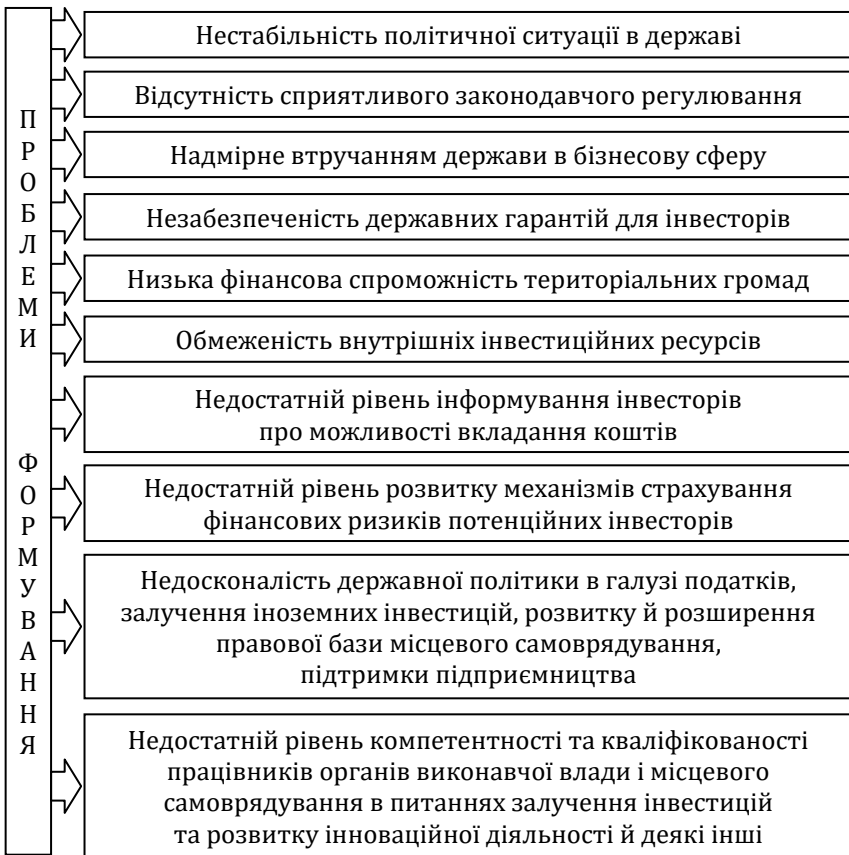 ПРОБЛЕМИ ФОРМУВАННЯ
Нестабільність політичної ситуації в державі
Відсутність сприятливого законодавчого регулювання
Надмірне втручанням держави в бізнесову сферу
Незабезпеченість державних гарантій для інвесторів
Низька фінансова спроможність територіальних громад
Обмеженість внутрішніх інвестиційних ресурсів
Недостатній рівень інформування інвесторів
про можливості вкладання коштів
Недостатній рівень розвитку механізмів страхування
фінансових ризиків потенційних інвесторів
Недосконалість державної політики в галузі податків,
залучення іноземних інвестицій, розвитку й розширення
правової бази місцевого самоврядування,
підтримки підприємництва
Недостатній рівень компетентності та кваліфікованості
працівників органів виконавчої влади і місцевого
самоврядування в питаннях залучення інвестицій
та розвитку інноваційної діяльності й деякі інші